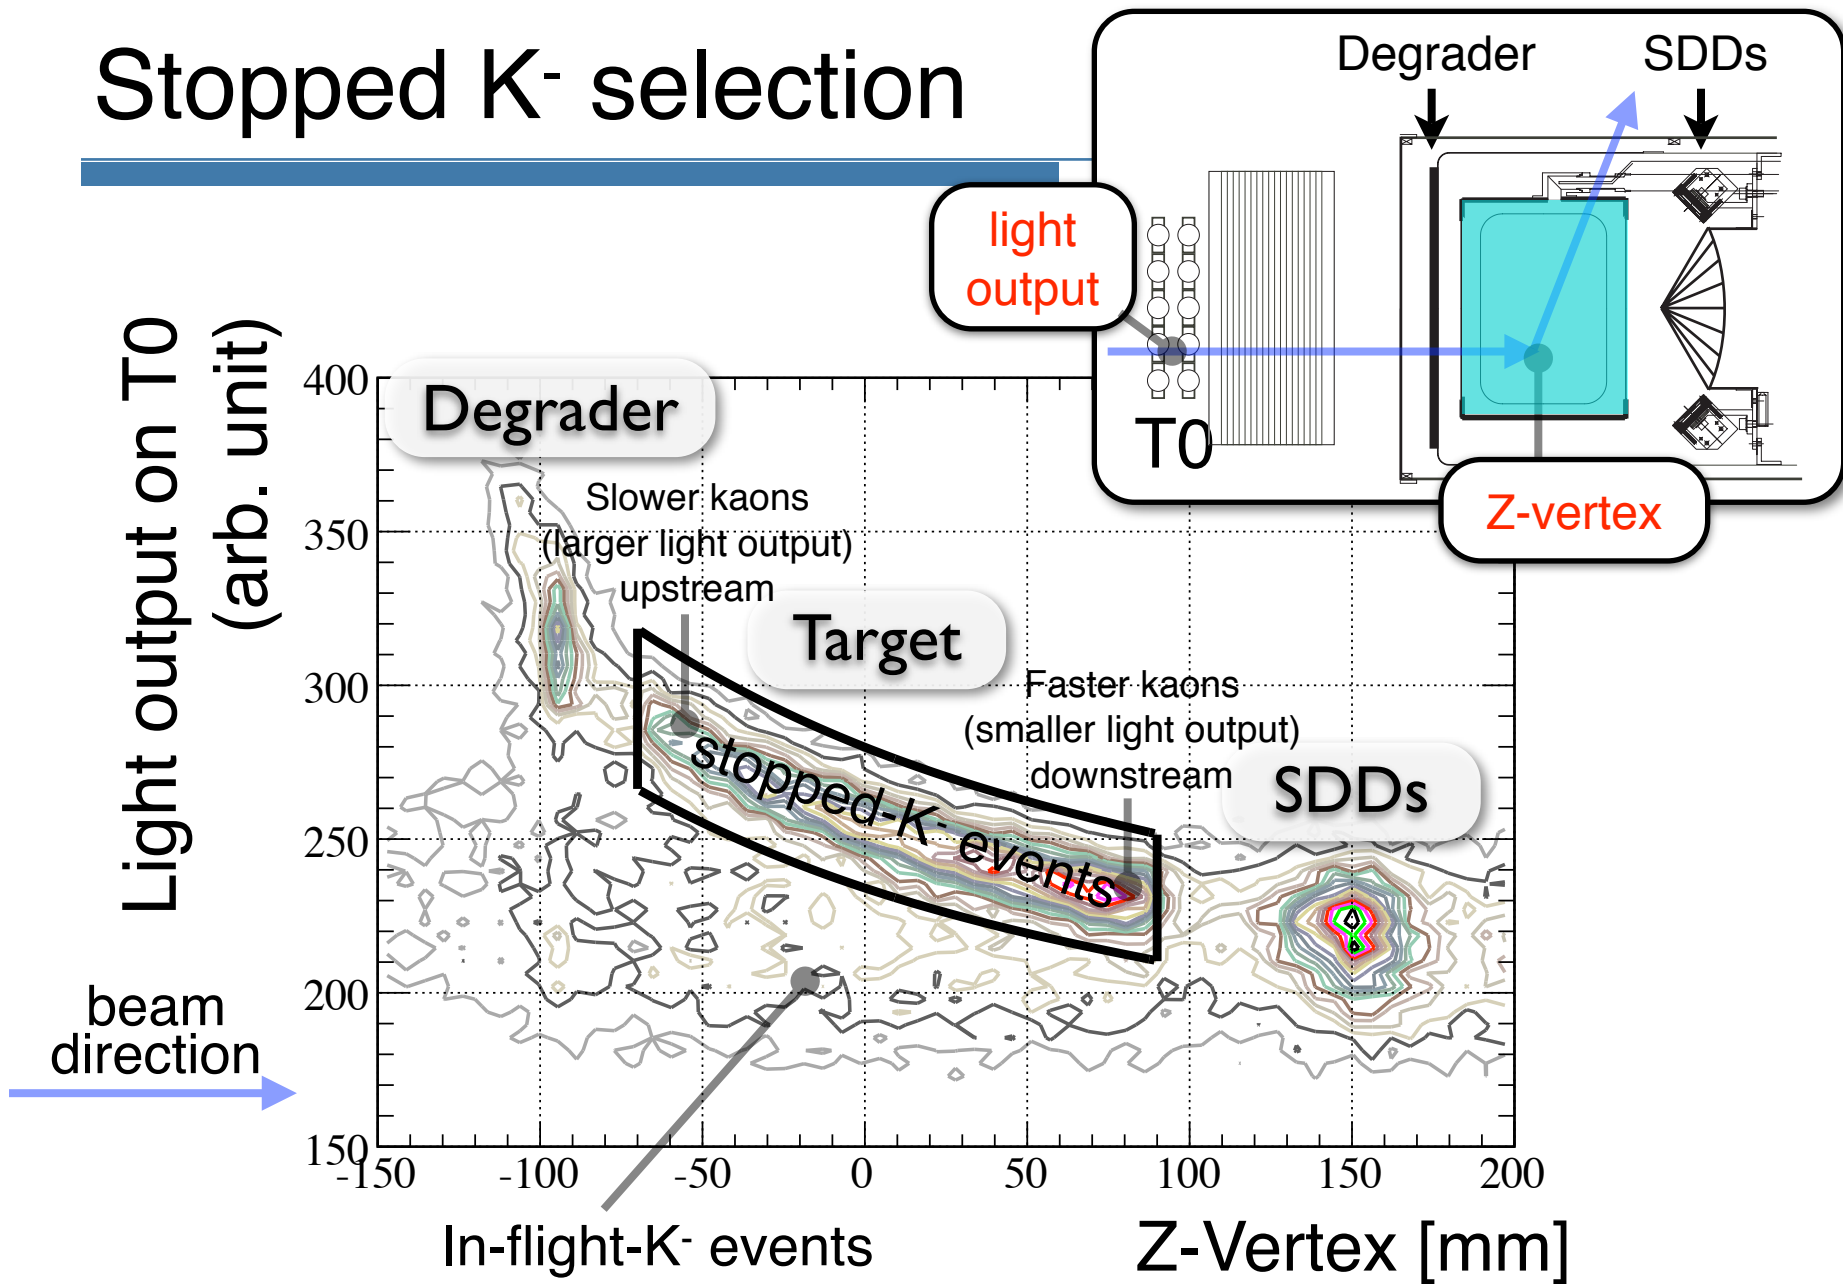 Stopped K- selection
Degrader
SDDs
light
output
T0
Z-vertex
Light output on T0
(arb. unit)
400
350
300
250
200
150
Degrader
Slower kaons
(larger light output)
upstream
Target
Faster kaons
(smaller light output)
downstream
SDDs
stopped-K- events
beam
direction
-150
-100
-50
0
50
100
150
200
In-flight-K- events
Z-Vertex [mm]